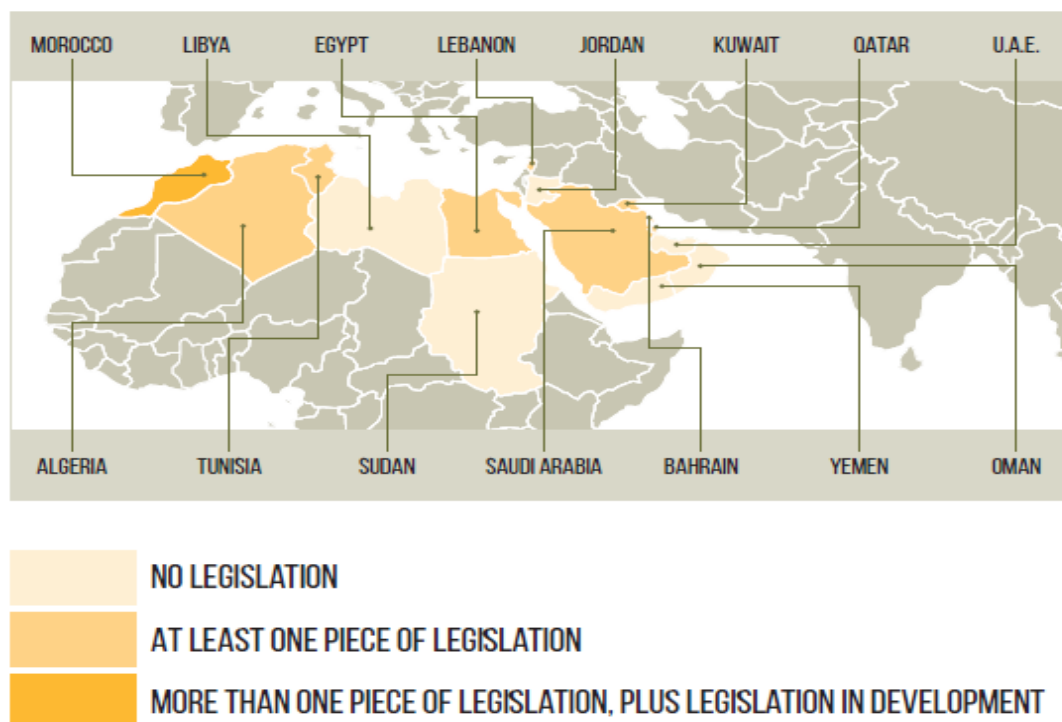 MOROCCO LIBYA EGYPT LEBANON JORDAN KUWAIT QATAR U.A.E.
ALGERIA TUNISIA SUDAN SAUDI ARABIA BAHRAIN YEMEN OMAN
NO LEGISLATION
AT LEAST ONE PIECE OF LEGISLATION
MORE THAN ONE PIECE OF LEGISLATION, PLUS LEGISLATION IN DEVELOPMENT